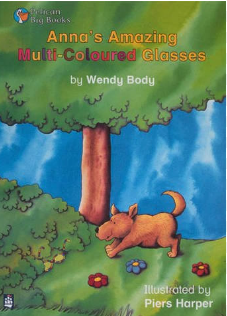 Pelican
Big Books
Anna's Amazing
Multi-Coloured Glasses
by Wendy Body
Illustrated by
Piers Harper